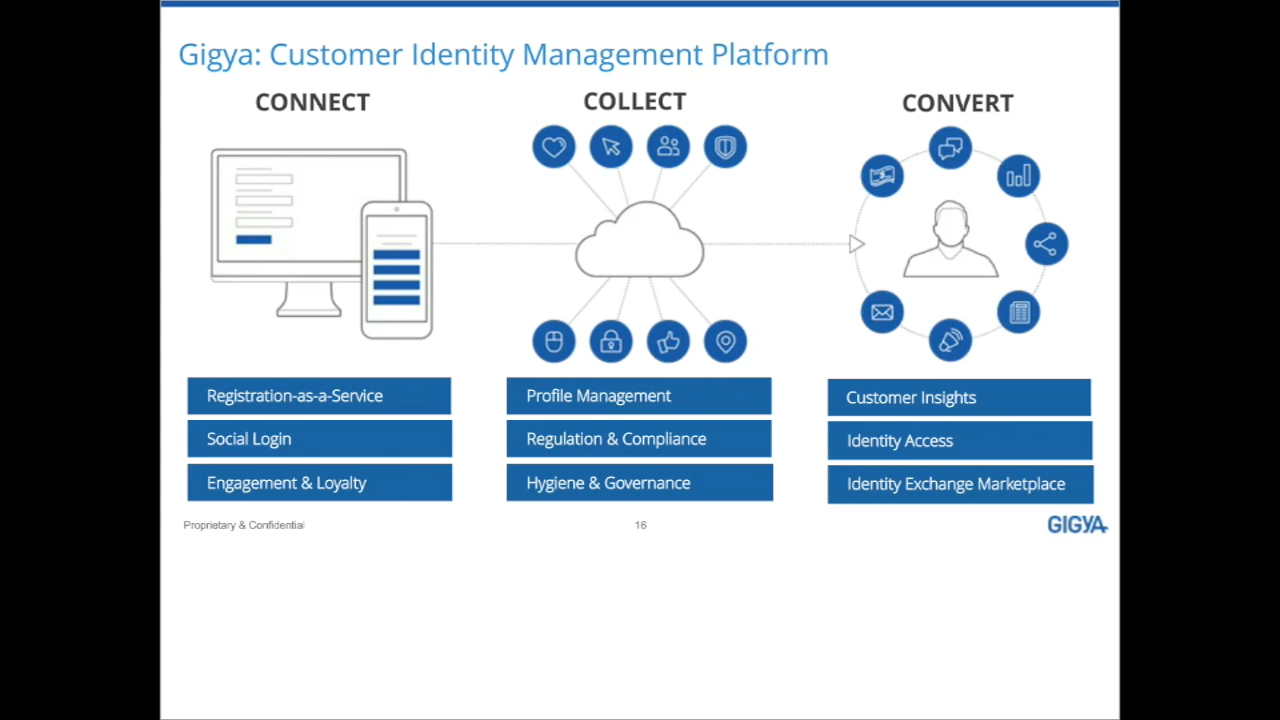 Gigya: Customer Identity Management Platform
CONNECT
COLLECT
CONVERT
Registration-as-a-Service
Social Login
Engagement & Loyalty
Profile Management
Regulation & Compliance
Hygiene & Governance
Customer Insights
Identity Access
Identity Exchange Marketplace
Proprietary & Confidential
16
GIGYA